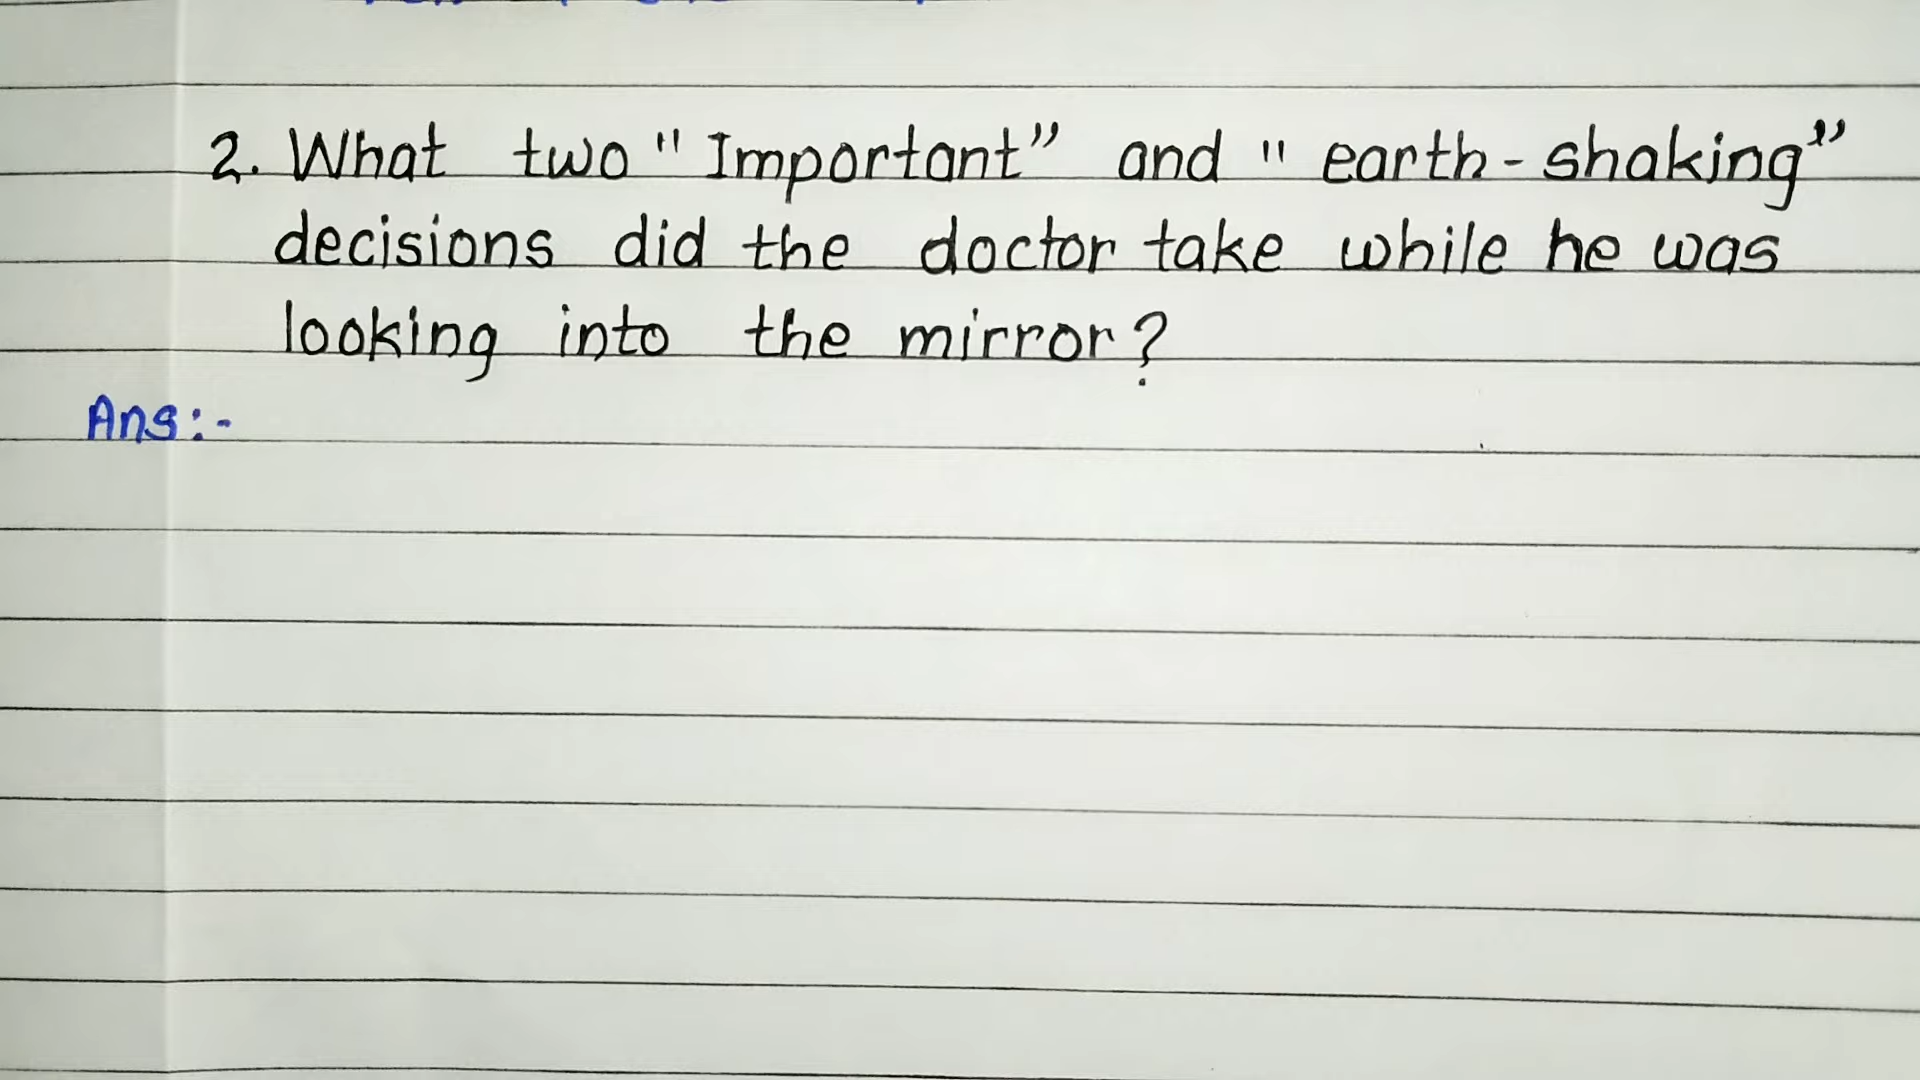 2. What two "Important" and "earth-shaking"
decisions did the doctor take while he was
looking into the mirror?
Ans:-